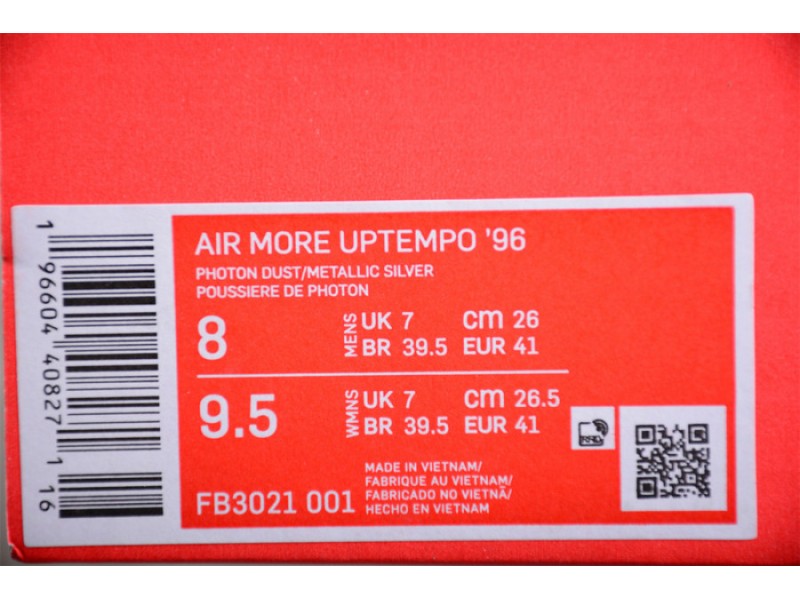 AIR MORE UPTEMPO '96
PHOTON DUST/METALLIC SILVER
POUSSIERE DE PHOTON
8 MENS UK 7 cm 26
BR 39.5 EUR 41
9.5 WMNS UK 7 cm 26.5
BR 39.5 EUR 41
MADE IN VIETNAM/
FABRIQUE AU VIETNAM/
FABRICADO NO VIETNÃ/
HECHO EN VIETNAM
FB3021 001
1 96604 40827 1 16